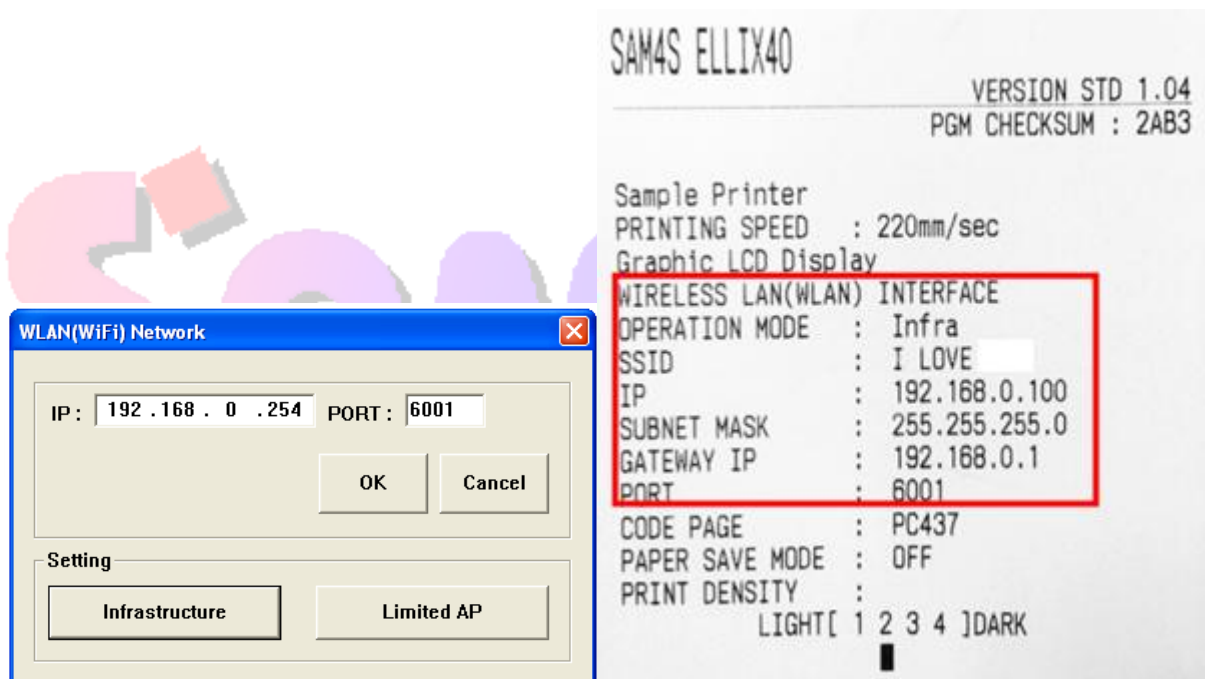 WLAN(WiFi) Network
IP : 192 .168 . 0 .254 PORT : 6001
OK Cancel
Setting
Infrastructure Limited AP
SAM4S ELLIX40
VERSION STD 1.04
PGM CHECKSUM : 2AB3
Sample Printer
PRINTING SPEED : 220mm/sec
Graphic LCD Display
WIRELESS LAN(WLAN) INTERFACE
OPERATION MODE : Infra
SSID : I LOVE
IP : 192.168.0.100
SUBNET MASK : 255.255.255.0
GATEWAY IP : 192.168.0.1
PORT : 6001
CODE PAGE : PC437
PAPER SAVE MODE : OFF
PRINT DENSITY :
LIGHT[ 1 2 3 4 ]DARK